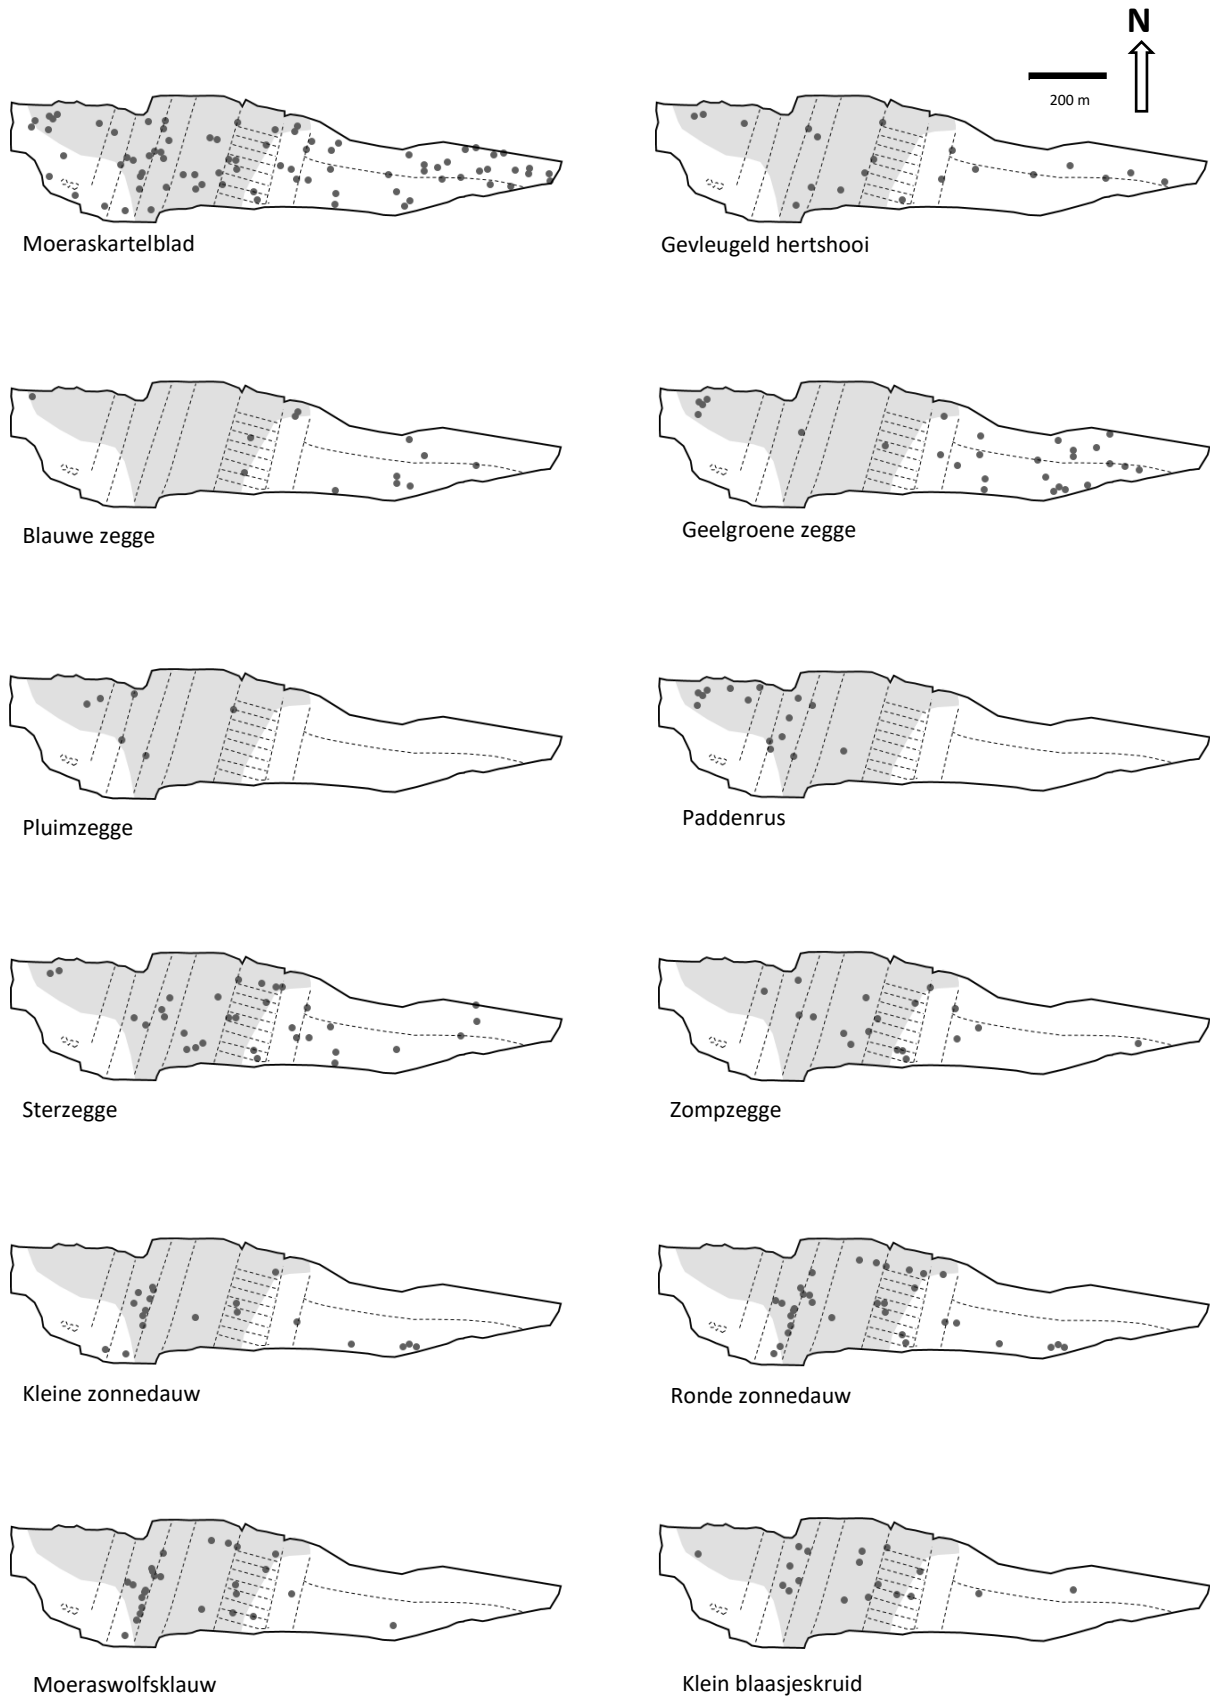 N
200 m
Moeraskartelblad
Gevleugeld hertshooi
Blauwe zegge
Geelgroene zegge
Pluimzegge
Paddenrus
Sterzegge
Zompzegge
Kleine zonnedauw
Ronde zonnedauw
Moeraswolfsklauw
Klein blaasjeskruid